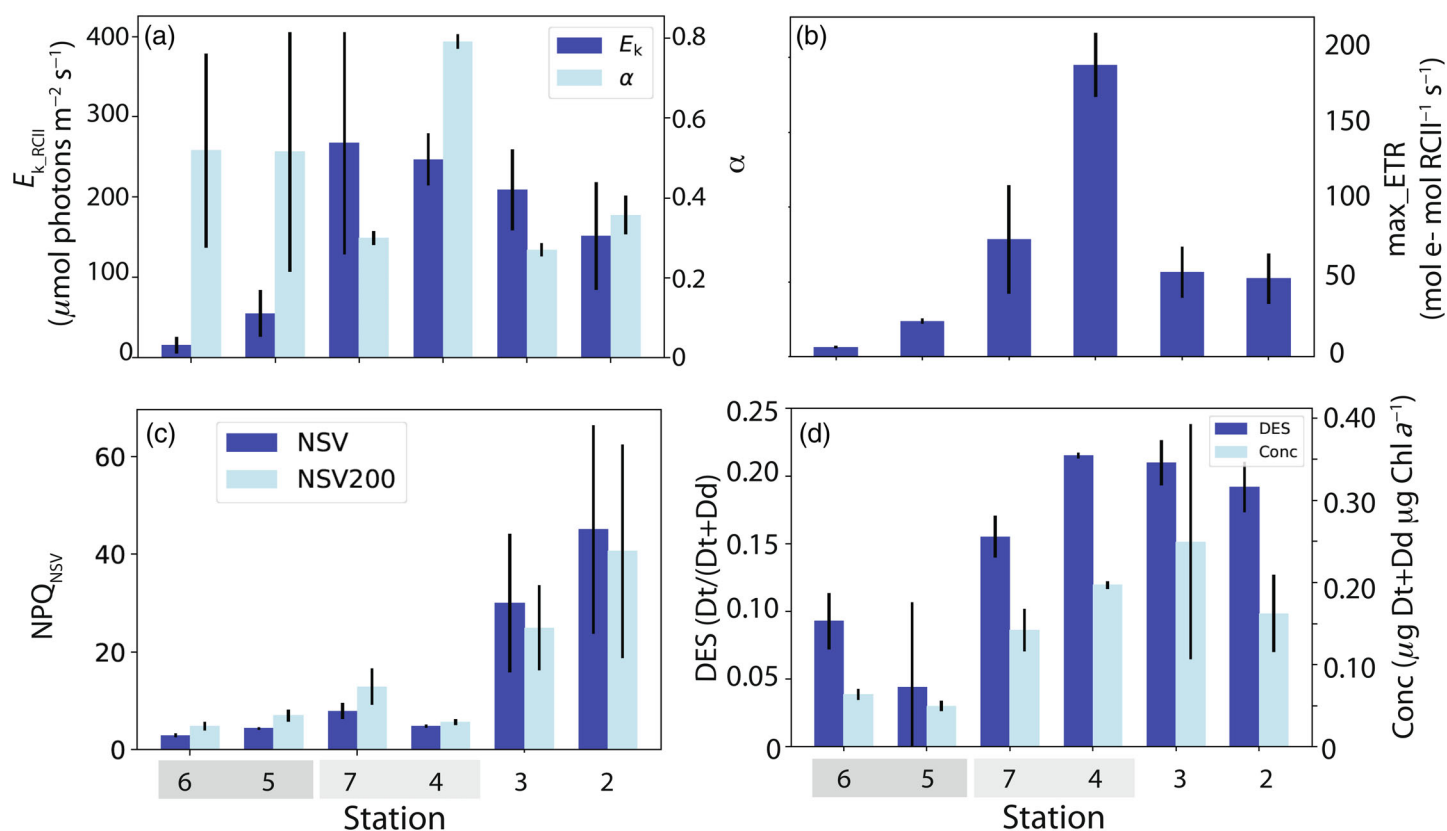 (a)
400
300
200
100
0
E_k_RCII
(μmol photons m⁻² s⁻¹)
E_k
α
0.8
0.6
0.4
0.2
0
α
(b)
200
150
100
50
0
max_ETR
(mol e- mol RCII⁻¹ s⁻¹)
(c)
60
40
20
0
NPQ_NSV
NSV
NSV200
6 5 7 4 3 2
Station
(d)
0.25
0.20
0.15
0.10
0.05
0
DES (Dt/(Dt+Dd)
DES
Conc
0.40
0.30
0.20
0.10
0
Conc (μg Dt+Dd μg Chl a⁻¹)
6 5 7 4 3 2
Station